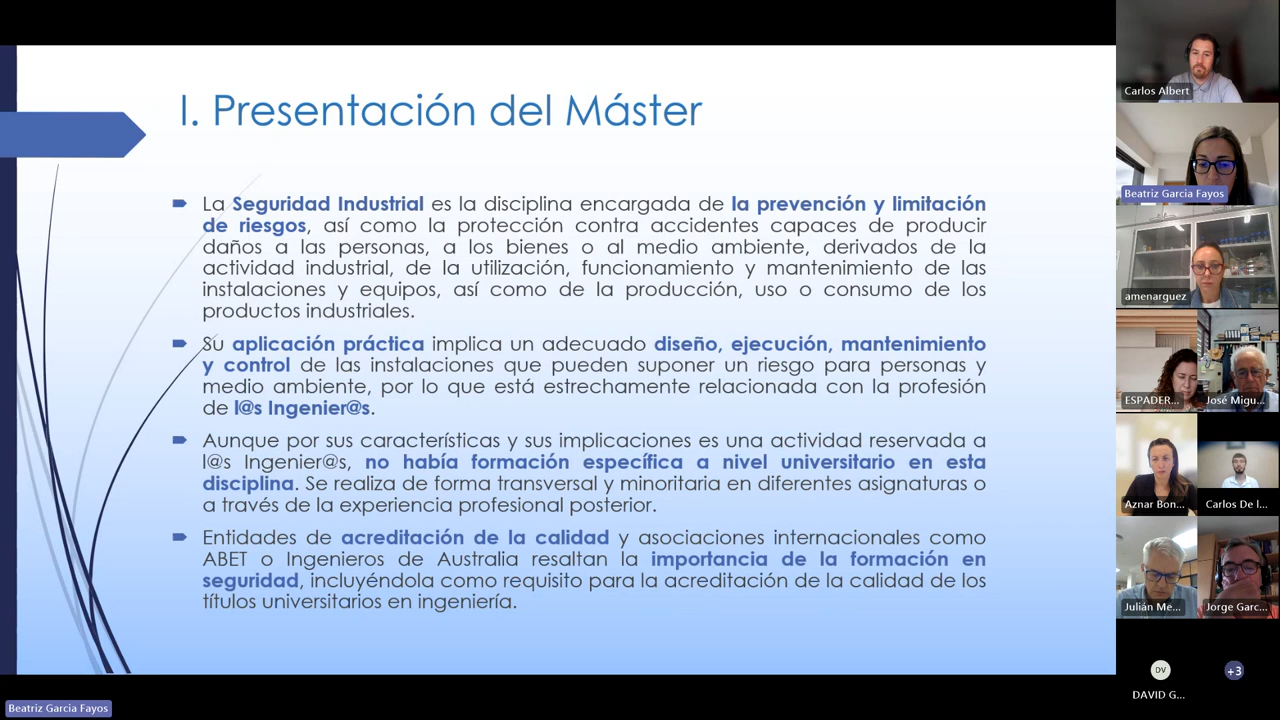 I. Presentación del Máster
La Seguridad Industrial es la disciplina encargada de la prevención y limitación
de riesgos, así como la protección contra accidentes capaces de producir
daños a las personas, a los bienes o al medio ambiente, derivados de la
actividad industrial, de la utilización, funcionamiento y mantenimiento de las
instalaciones y equipos, así como de la producción, uso o consumo de los
productos industriales.
Su aplicación práctica implica un adecuado diseño, ejecución, mantenimiento
y control de las instalaciones que pueden suponer un riesgo para personas y
medio ambiente, por lo que está estrechamente relacionada con la profesión
de l@s Ingenier@s.
Aunque por sus características y sus implicaciones es una actividad reservada a
l@s Ingenier@s, no había formación específica a nivel universitario en esta
disciplina. Se realiza de forma transversal y minoritaria en diferentes asignaturas o
a través de la experiencia profesional posterior.
Entidades de acreditación de la calidad y asociaciones internacionales como
ABET o Ingenieros de Australia resaltan la importancia de la formación en
seguridad, incluyéndola como requisito para la acreditación de la calidad de los
títulos universitarios en ingeniería.
Carlos Albert
Beatriz Garcia Fayos
amenarguez
ESPADER...
José Migu...
Aznar Bon...
Carlos De l...
Julián Me...
Jorge Garc...
DV
+3
DAVID G...
Beatriz Garcia Fayos